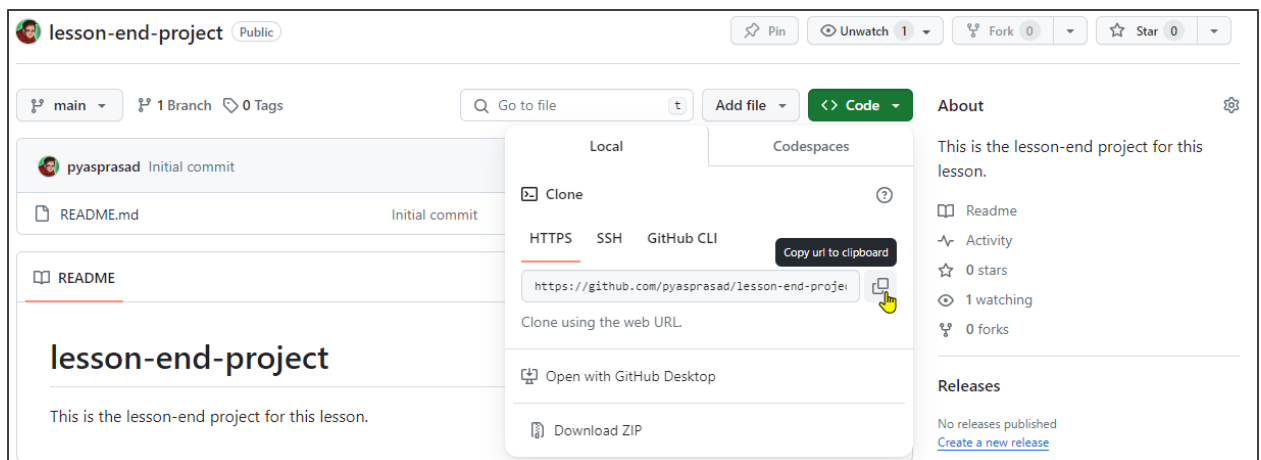 lesson-end-project Public
Pin
Unwatch 1
Fork 0
Star 0
main
1 Branch
0 Tags
Go to file
t
Add file
<> Code
pyasprasad Initial commit
README.md
Initial commit
README
lesson-end-project
This is the lesson-end project for this lesson.
Local
Codespaces
Clone
HTTPS
SSH
GitHub CLI
Copy url to clipboard
https://github.com/pyasprasad/lesson-end-projec
Clone using the web URL.
Open with GitHub Desktop
Download ZIP
About
This is the lesson-end project for this
lesson.
Readme
Activity
0 stars
1 watching
0 forks
Releases
No releases published
Create a new release